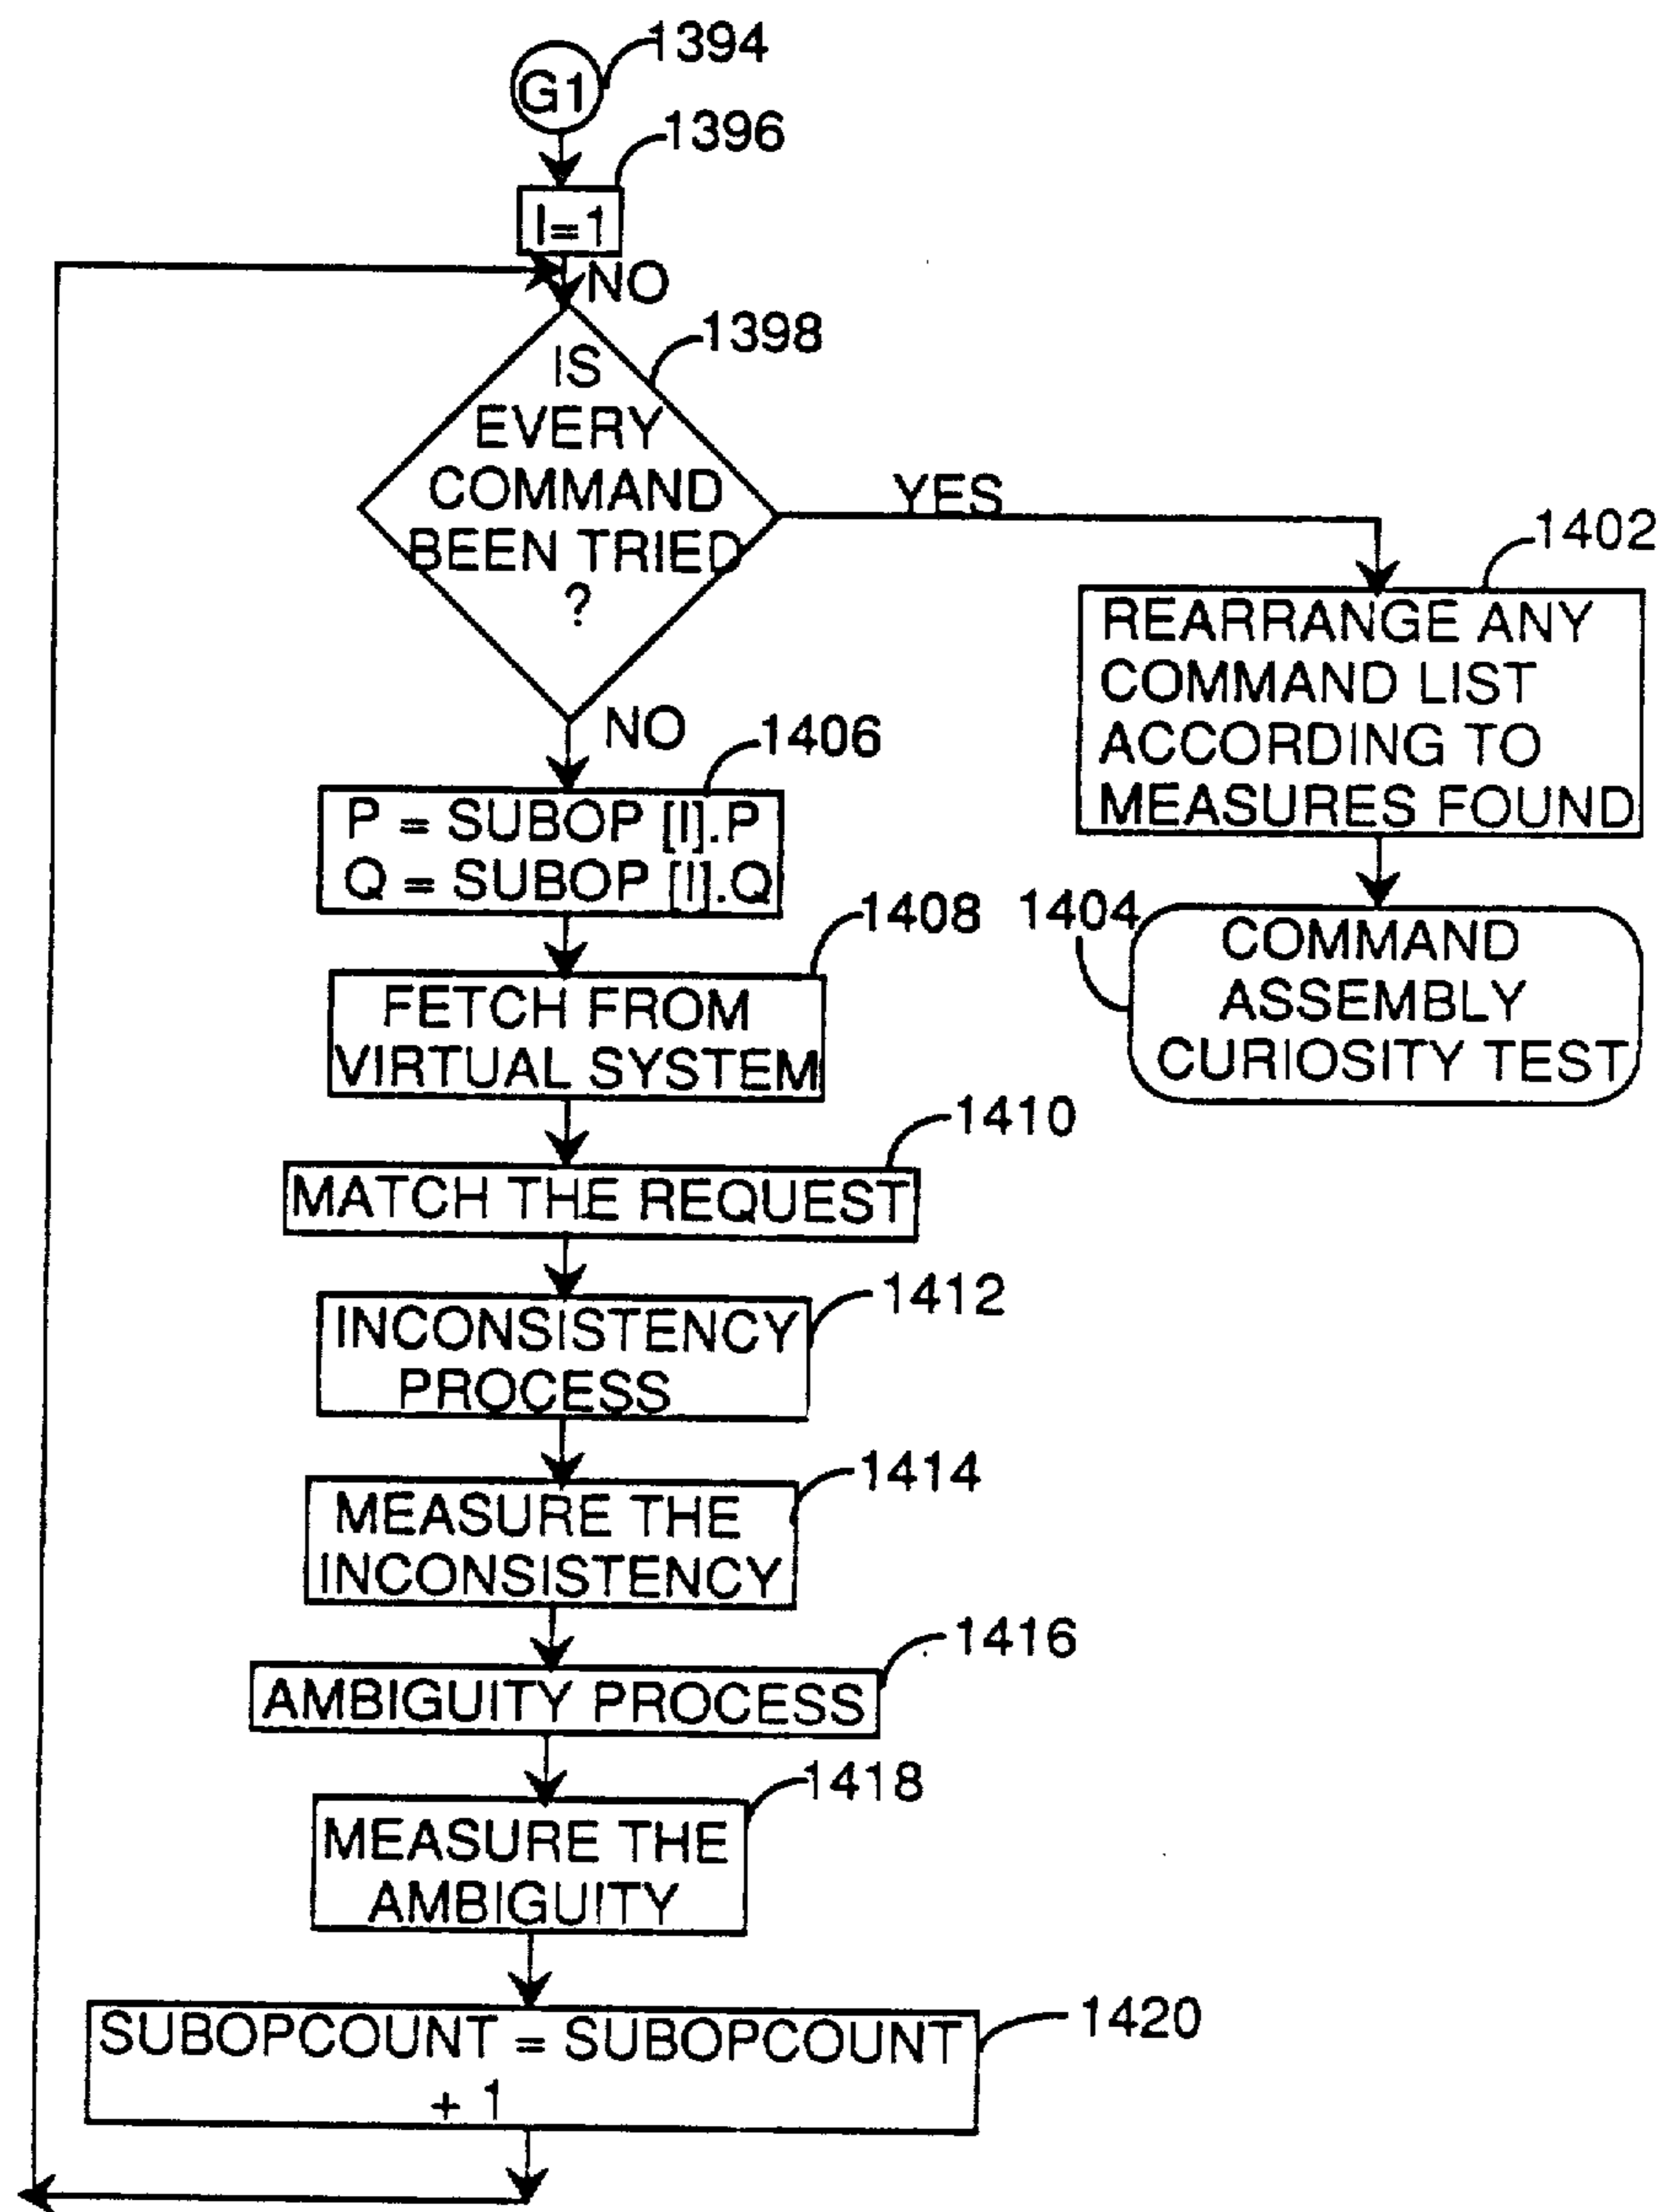 1394
G1
1396
I=1
NO
1398
IS
EVERY
COMMAND
BEEN TRIED
?
YES
1402
REARRANGE ANY
COMMAND LIST
ACCORDING TO
MEASURES FOUND
NO
1406
P = SUBOP [I].P
Q = SUBOP [I].Q
1404
COMMAND
ASSEMBLY
CURIOSITY TEST
1408
FETCH FROM
VIRTUAL SYSTEM
1410
MATCH THE REQUEST
1412
INCONSISTENCY
PROCESS
1414
MEASURE THE
INCONSISTENCY
1416
AMBIGUITY PROCESS
1418
MEASURE THE
AMBIGUITY
1420
SUBOPCOUNT = SUBOPCOUNT
+ 1